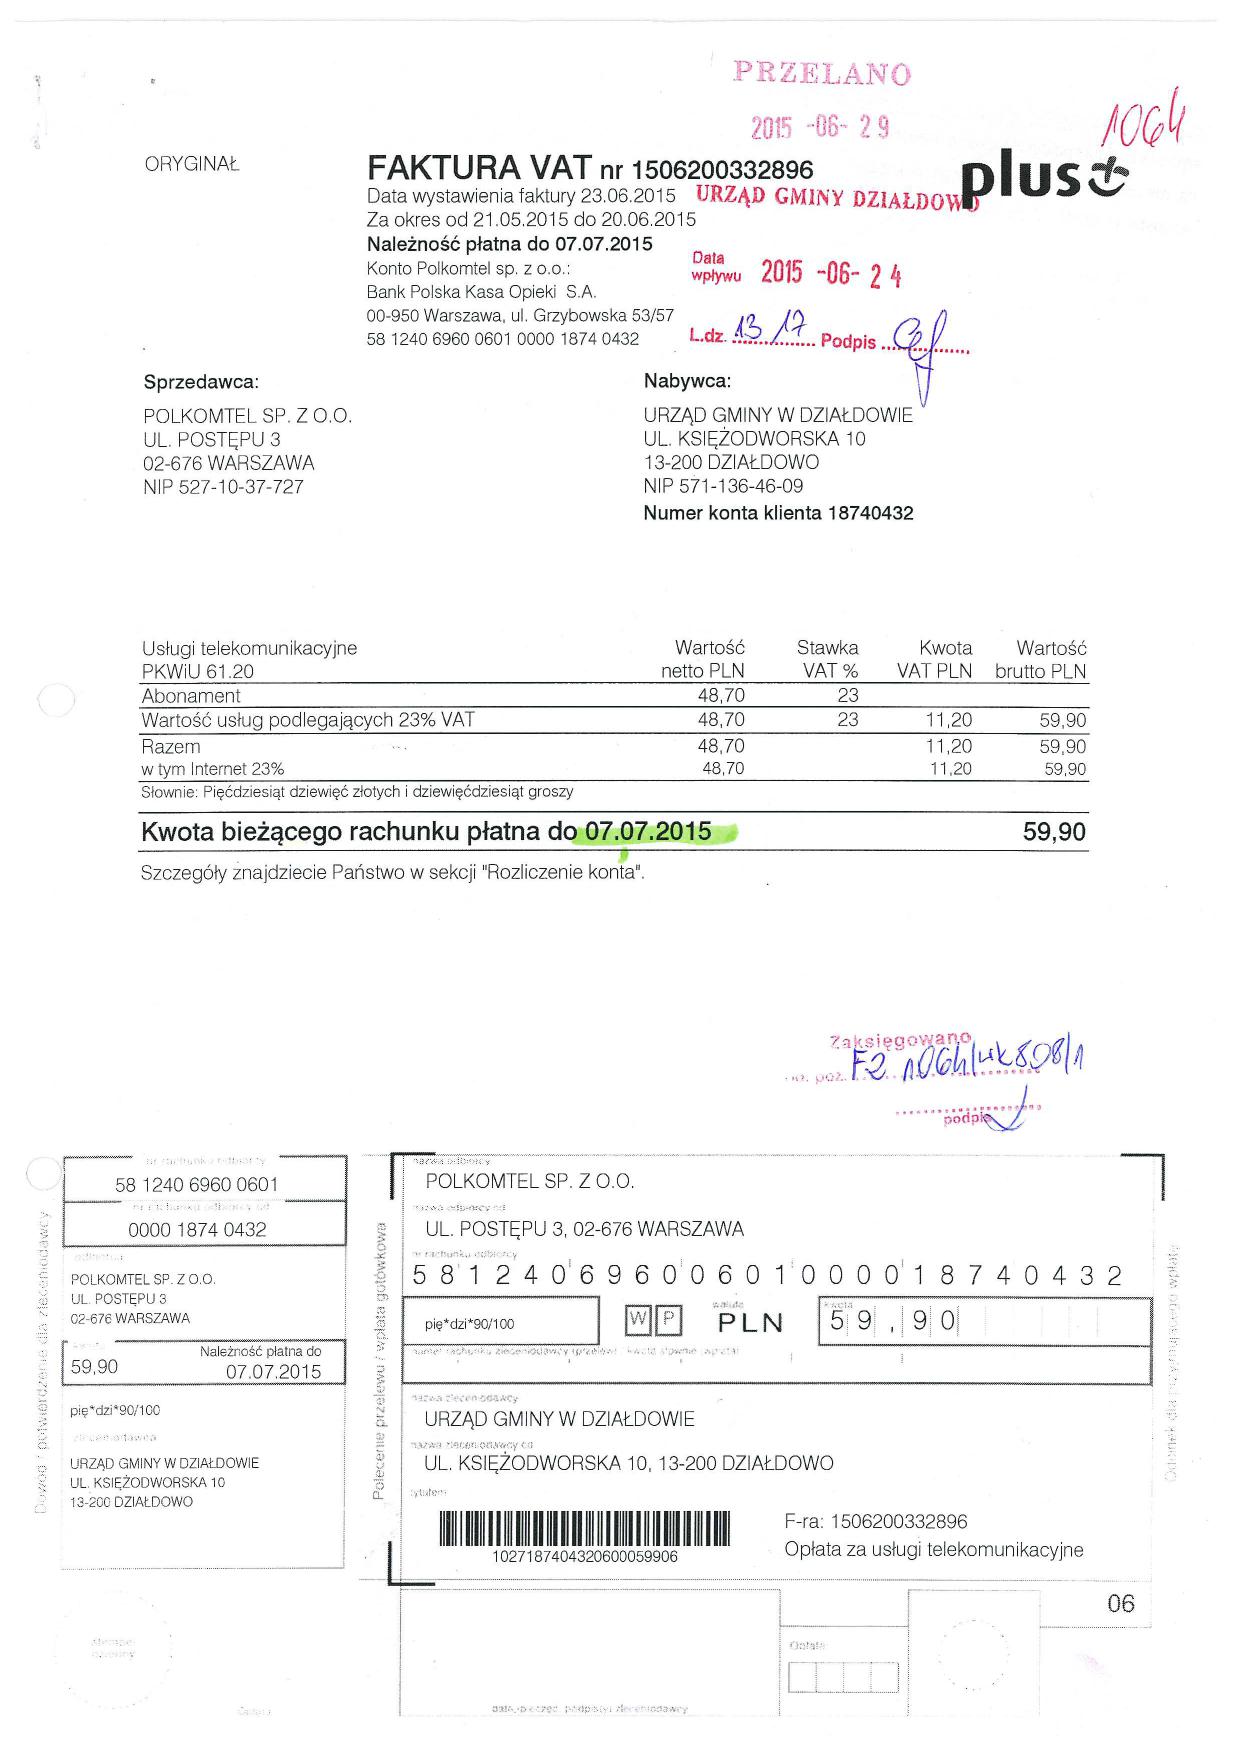 PRZELANO
2015 -06- 29
1064
ORYGINAŁ
FAKTURA VAT nr 1506200332896
plus
Data wystawienia faktury 23.06.2015
URZĄD GMINY DZIAŁDOWO
Za okres od 21.05.2015 do 20.06.2015
Należność płatna do 07.07.2015
Konto Polkomtel sp. z o.o.:
Bank Polska Kasa Opieki S.A.
00-950 Warszawa, ul. Grzybowska 53/57
58 1240 6960 0601 0000 1874 0432
Data
wpływu 2015 -06- 24
L.dz. 1317 Podpis
Sprzedawca:
POLKOMTEL SP. Z O.O.
UL. POSTĘPU 3
02-676 WARSZAWA
NIP 527-10-37-727
Nabywca:
URZĄD GMINY W DZIAŁDOWIE
UL. KSIĘŻODWORSKA 10
13-200 DZIAŁDOWO
NIP 571-136-46-09
Numer konta klienta 18740432
Usługi telekomunikacyjne Wartość Stawka Kwota Wartość
PKWiU 61.20 netto PLN VAT % VAT PLN brutto PLN
Abonament 48,70 23
Wartość usług podlegających 23% VAT 48,70 23 11,20 59,90
Razem 48,70 11,20 59,90
w tym Internet 23% 48,70 11,20 59,90
Słownie: Pięćdziesiąt dziewięć złotych i dziewięćdziesiąt groszy
Kwota bieżącego rachunku płatna do 07.07.2015 59,90
Szczegóły znajdziecie Państwo w sekcji "Rozliczenie konta".
Zaksięgowano
poz. F2 1064/uk808/1
podpis
nr rachunku odbiorcy
58 1240 6960 0601
nr rachunku odbiorcy cd
0000 1874 0432
odbiorca
POLKOMTEL SP. Z O.O.
UL. POSTĘPU 3
02-676 WARSZAWA
59,90 Należność płatna do
07.07.2015
pię*dzi*90/100
zleceniodawca
URZĄD GMINY W DZIAŁDOWIE
UL. KSIĘŻODWORSKA 10
13-200 DZIAŁDOWO
Dowód / potwierdzenie dla zleceniodawcy
Polecenie przelewu / wpłata gotówkowa
nazwa odbiorcy
POLKOMTEL SP. Z O.O.
nazwa odbiorcy cd
UL. POSTĘPU 3, 02-676 WARSZAWA
nr rachunku odbiorcy
58124069600601000018740432
pię*dzi*90/100 W P waluta PLN kwota 59,90
numer rachunku zleceniodawcy (przelew) / kwota słownie (wpłata)
nazwa zleceniodawcy
URZĄD GMINY W DZIAŁDOWIE
nazwa zleceniodawcy cd
UL. KSIĘŻODWORSKA 10, 13-200 DZIAŁDOWO
tytułem
1027187404320600059906
F-ra: 1506200332896
Opłata za usługi telekomunikacyjne
06
Odcinek dla przyjmującego wpłatę
stempel
dzienny
Opłata
Opłata
data, pieczęć, podpis(y) zleceniodawcy